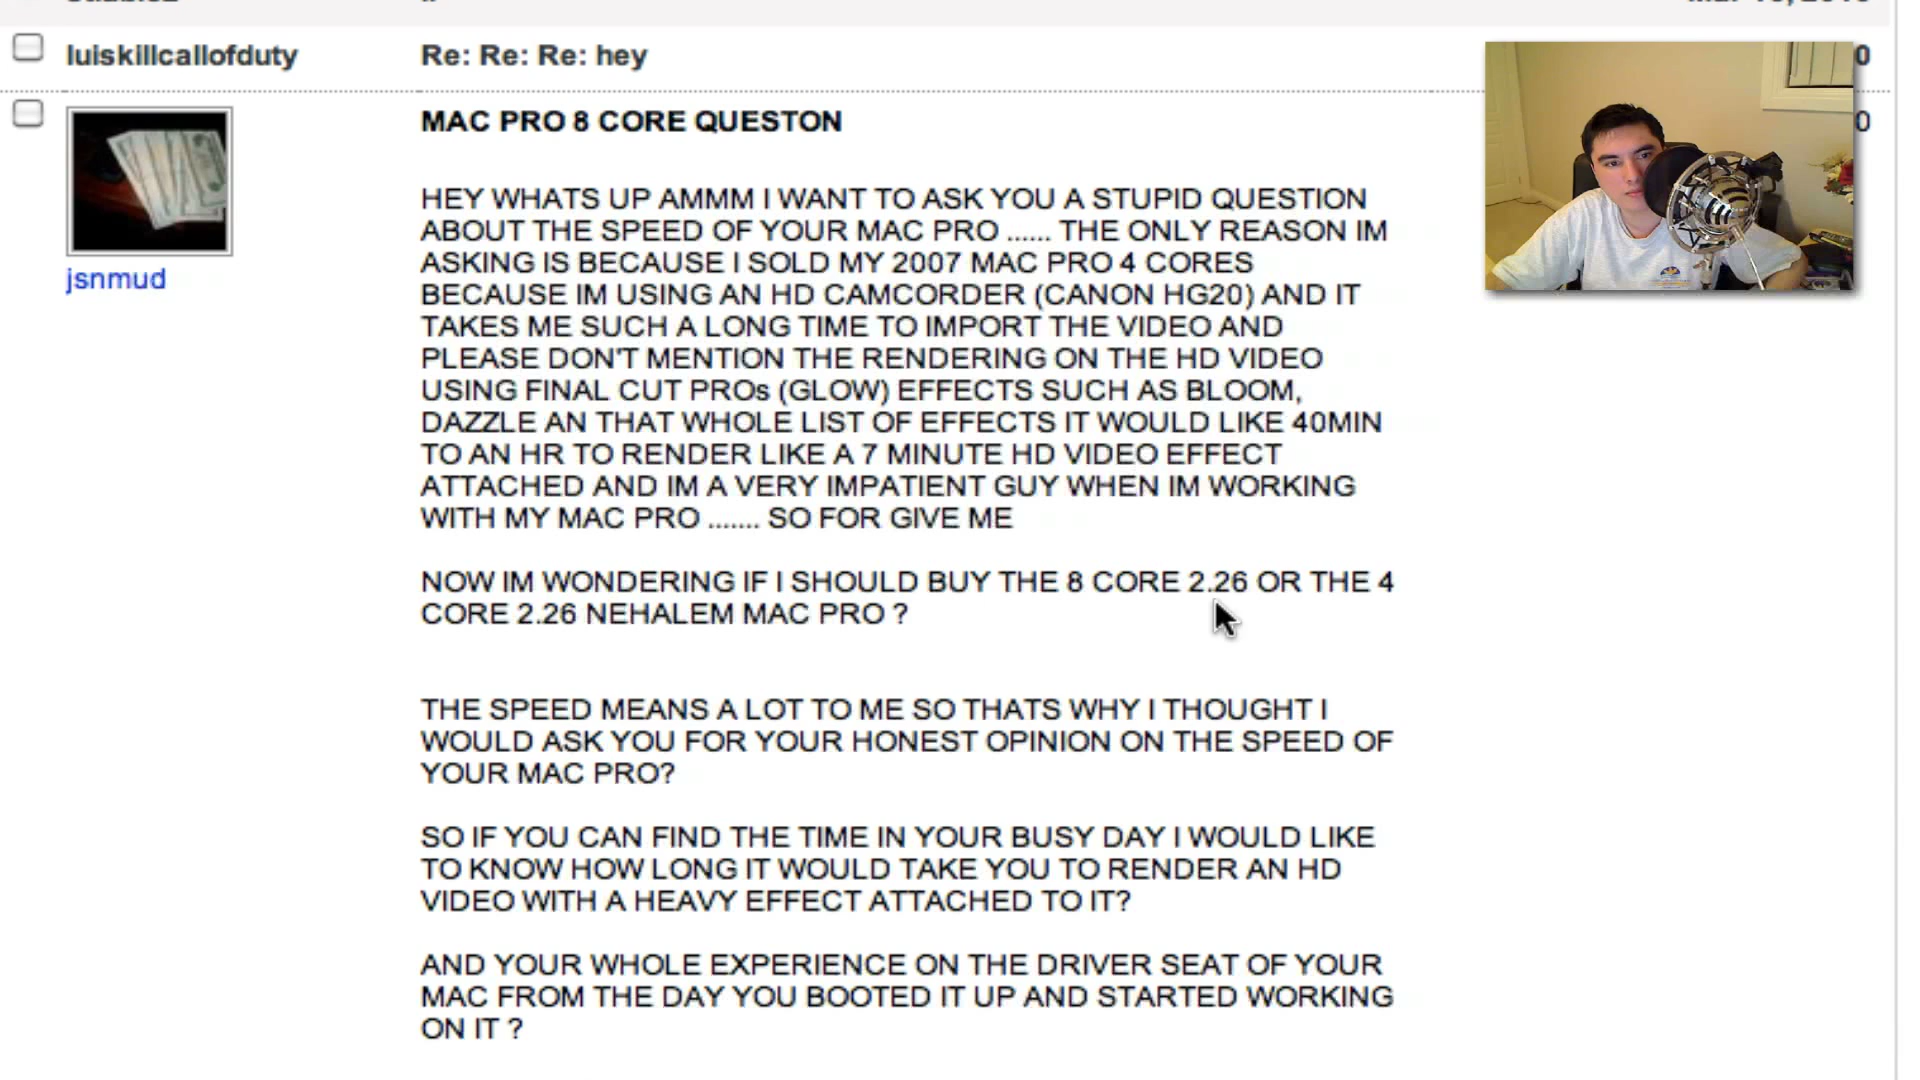 luiskillcallofduty Re: Re: Re: hey 0
MAC PRO 8 CORE QUESTON 0
jsnmud
HEY WHATS UP AMMM I WANT TO ASK YOU A STUPID QUESTION
ABOUT THE SPEED OF YOUR MAC PRO ...... THE ONLY REASON IM
ASKING IS BECAUSE I SOLD MY 2007 MAC PRO 4 CORES
BECAUSE IM USING AN HD CAMCORDER (CANON HG20) AND IT
TAKES ME SUCH A LONG TIME TO IMPORT THE VIDEO AND
PLEASE DON'T MENTION THE RENDERING ON THE HD VIDEO
USING FINAL CUT PROs (GLOW) EFFECTS SUCH AS BLOOM,
DAZZLE AN THAT WHOLE LIST OF EFFECTS IT WOULD LIKE 40MIN
TO AN HR TO RENDER LIKE A 7 MINUTE HD VIDEO EFFECT
ATTACHED AND IM A VERY IMPATIENT GUY WHEN IM WORKING
WITH MY MAC PRO ....... SO FOR GIVE ME
NOW IM WONDERING IF I SHOULD BUY THE 8 CORE 2.26 OR THE 4
CORE 2.26 NEHALEM MAC PRO ?
THE SPEED MEANS A LOT TO ME SO THATS WHY I THOUGHT I
WOULD ASK YOU FOR YOUR HONEST OPINION ON THE SPEED OF
YOUR MAC PRO?
SO IF YOU CAN FIND THE TIME IN YOUR BUSY DAY I WOULD LIKE
TO KNOW HOW LONG IT WOULD TAKE YOU TO RENDER AN HD
VIDEO WITH A HEAVY EFFECT ATTACHED TO IT?
AND YOUR WHOLE EXPERIENCE ON THE DRIVER SEAT OF YOUR
MAC FROM THE DAY YOU BOOTED IT UP AND STARTED WORKING
ON IT ?